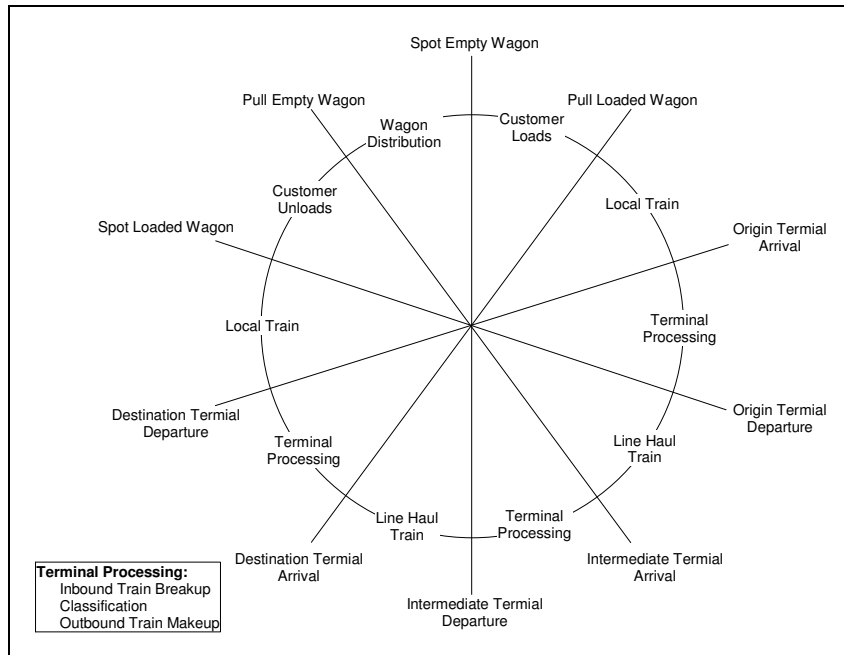 Spot Empty Wagon
Pull Empty Wagon
Pull Loaded Wagon
Wagon
Distribution
Customer
Loads
Customer
Unloads
Local Train
Spot Loaded Wagon
Origin Termial
Arrival
Local Train
Terminal
Processing
Destination Termial
Departure
Origin Termial
Departure
Terminal
Processing
Line Haul
Train
Line Haul
Train
Terminal
Processing
Destination Termial
Arrival
Intermediate Termial
Arrival
Intermediate Termial
Departure
Terminal Processing:
Inbound Train Breakup
Classification
Outbound Train Makeup